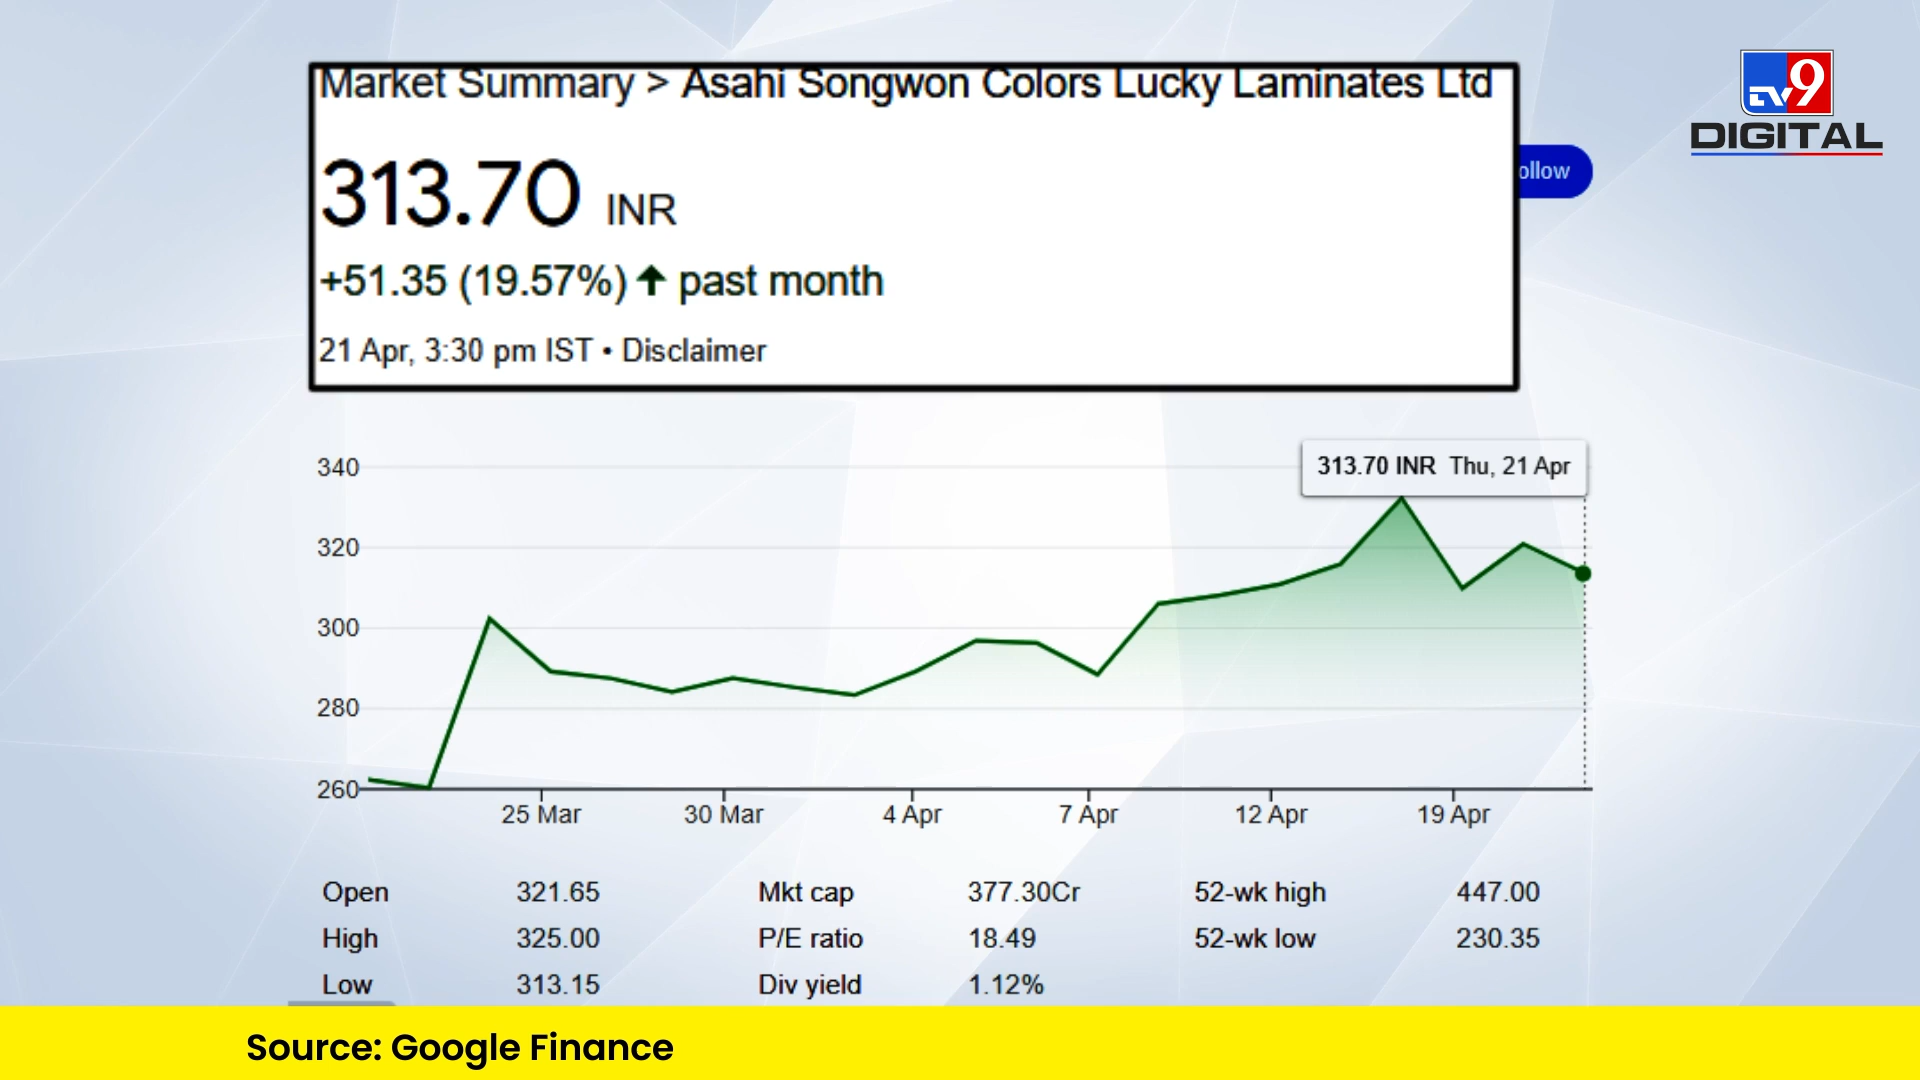 Market Summary > Asahi Songwon Colors Lucky Laminates Ltd
TV9
DIGITAL
313.70 INR
ollow
+51.35 (19.57%) ↑ past month
21 Apr, 3:30 pm IST • Disclaimer
313.70 INR Thu, 21 Apr
340
320
300
280
260
25 Mar 30 Mar 4 Apr 7 Apr 12 Apr 19 Apr
Open 321.65 Mkt cap 377.30Cr 52-wk high 447.00
High 325.00 P/E ratio 18.49 52-wk low 230.35
Low 313.15 Div yield 1.12%
Source: Google Finance